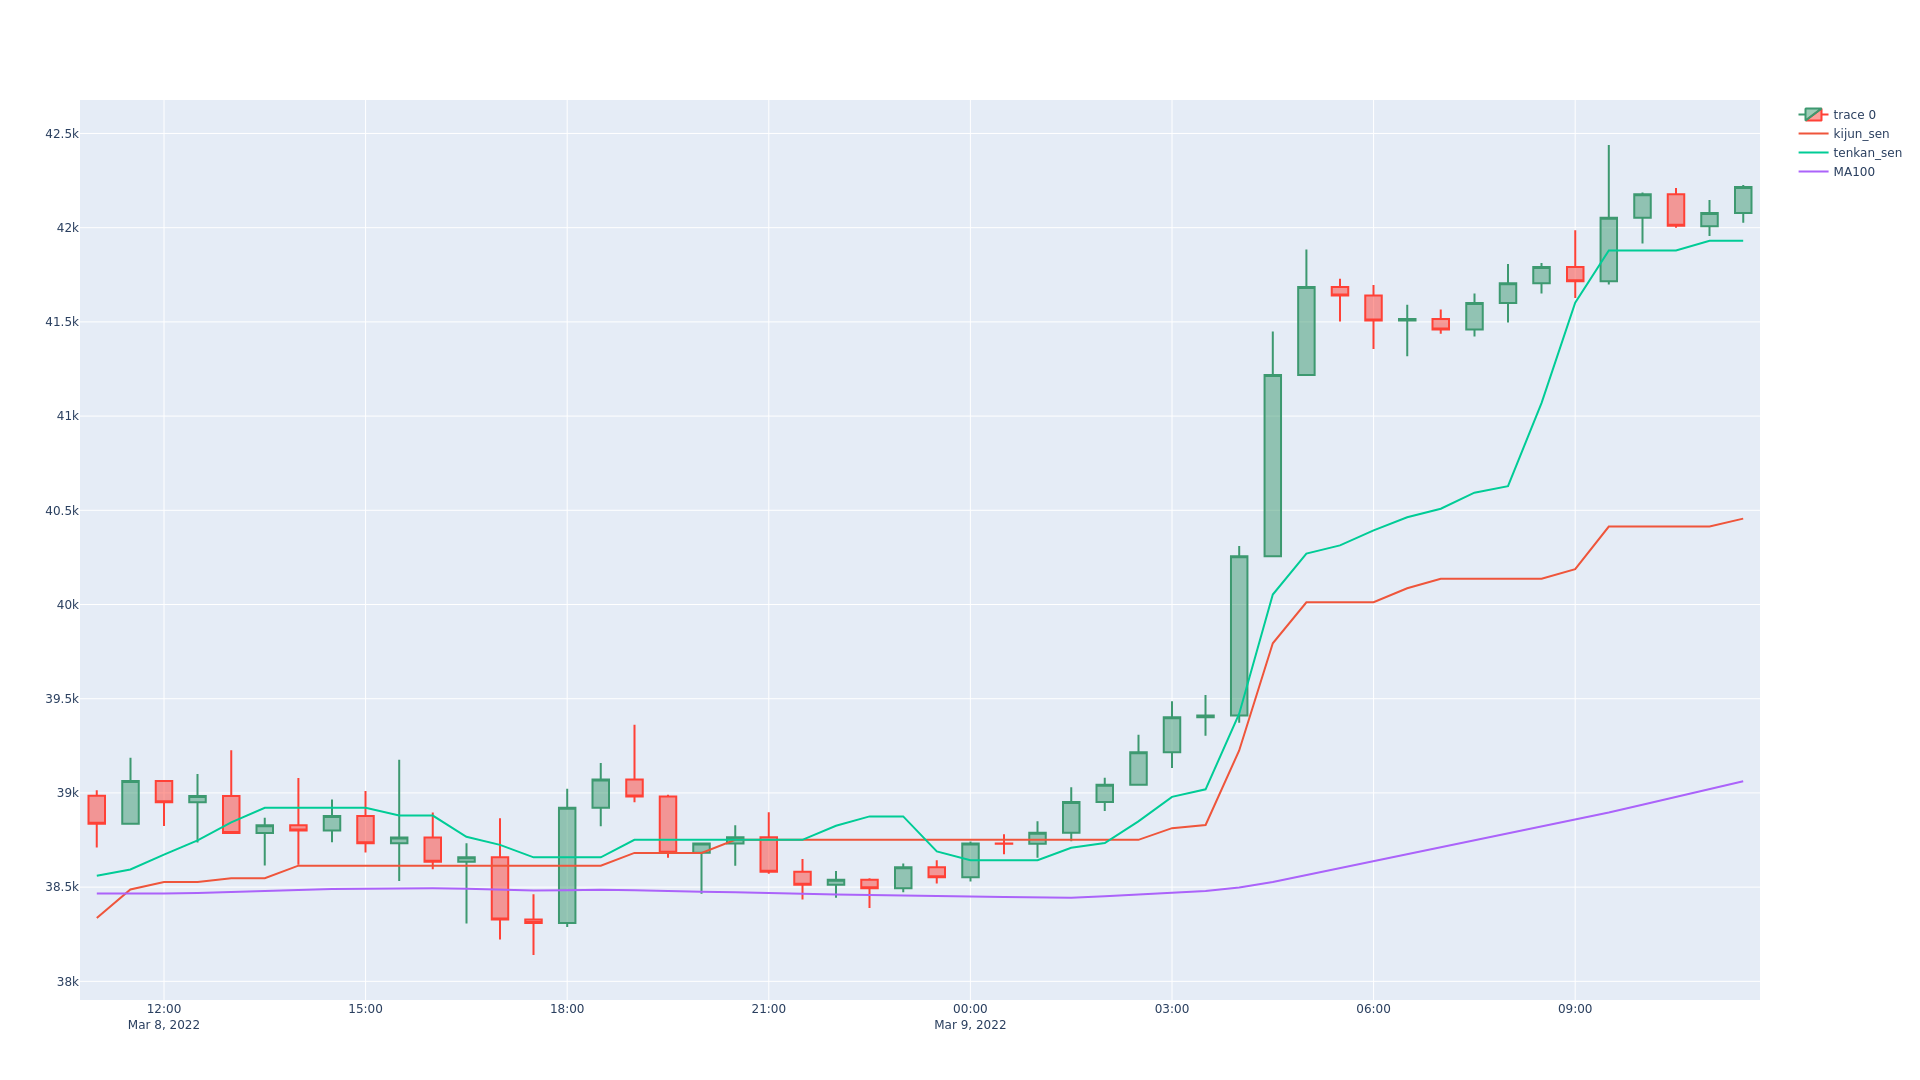 42.5k
42k
41.5k
41k
40.5k
40k
39.5k
39k
38.5k
38k
12:00
Mar 8, 2022
15:00
18:00
21:00
00:00
Mar 9, 2022
03:00
06:00
09:00
trace 0
kijun_sen
tenkan_sen
MA100